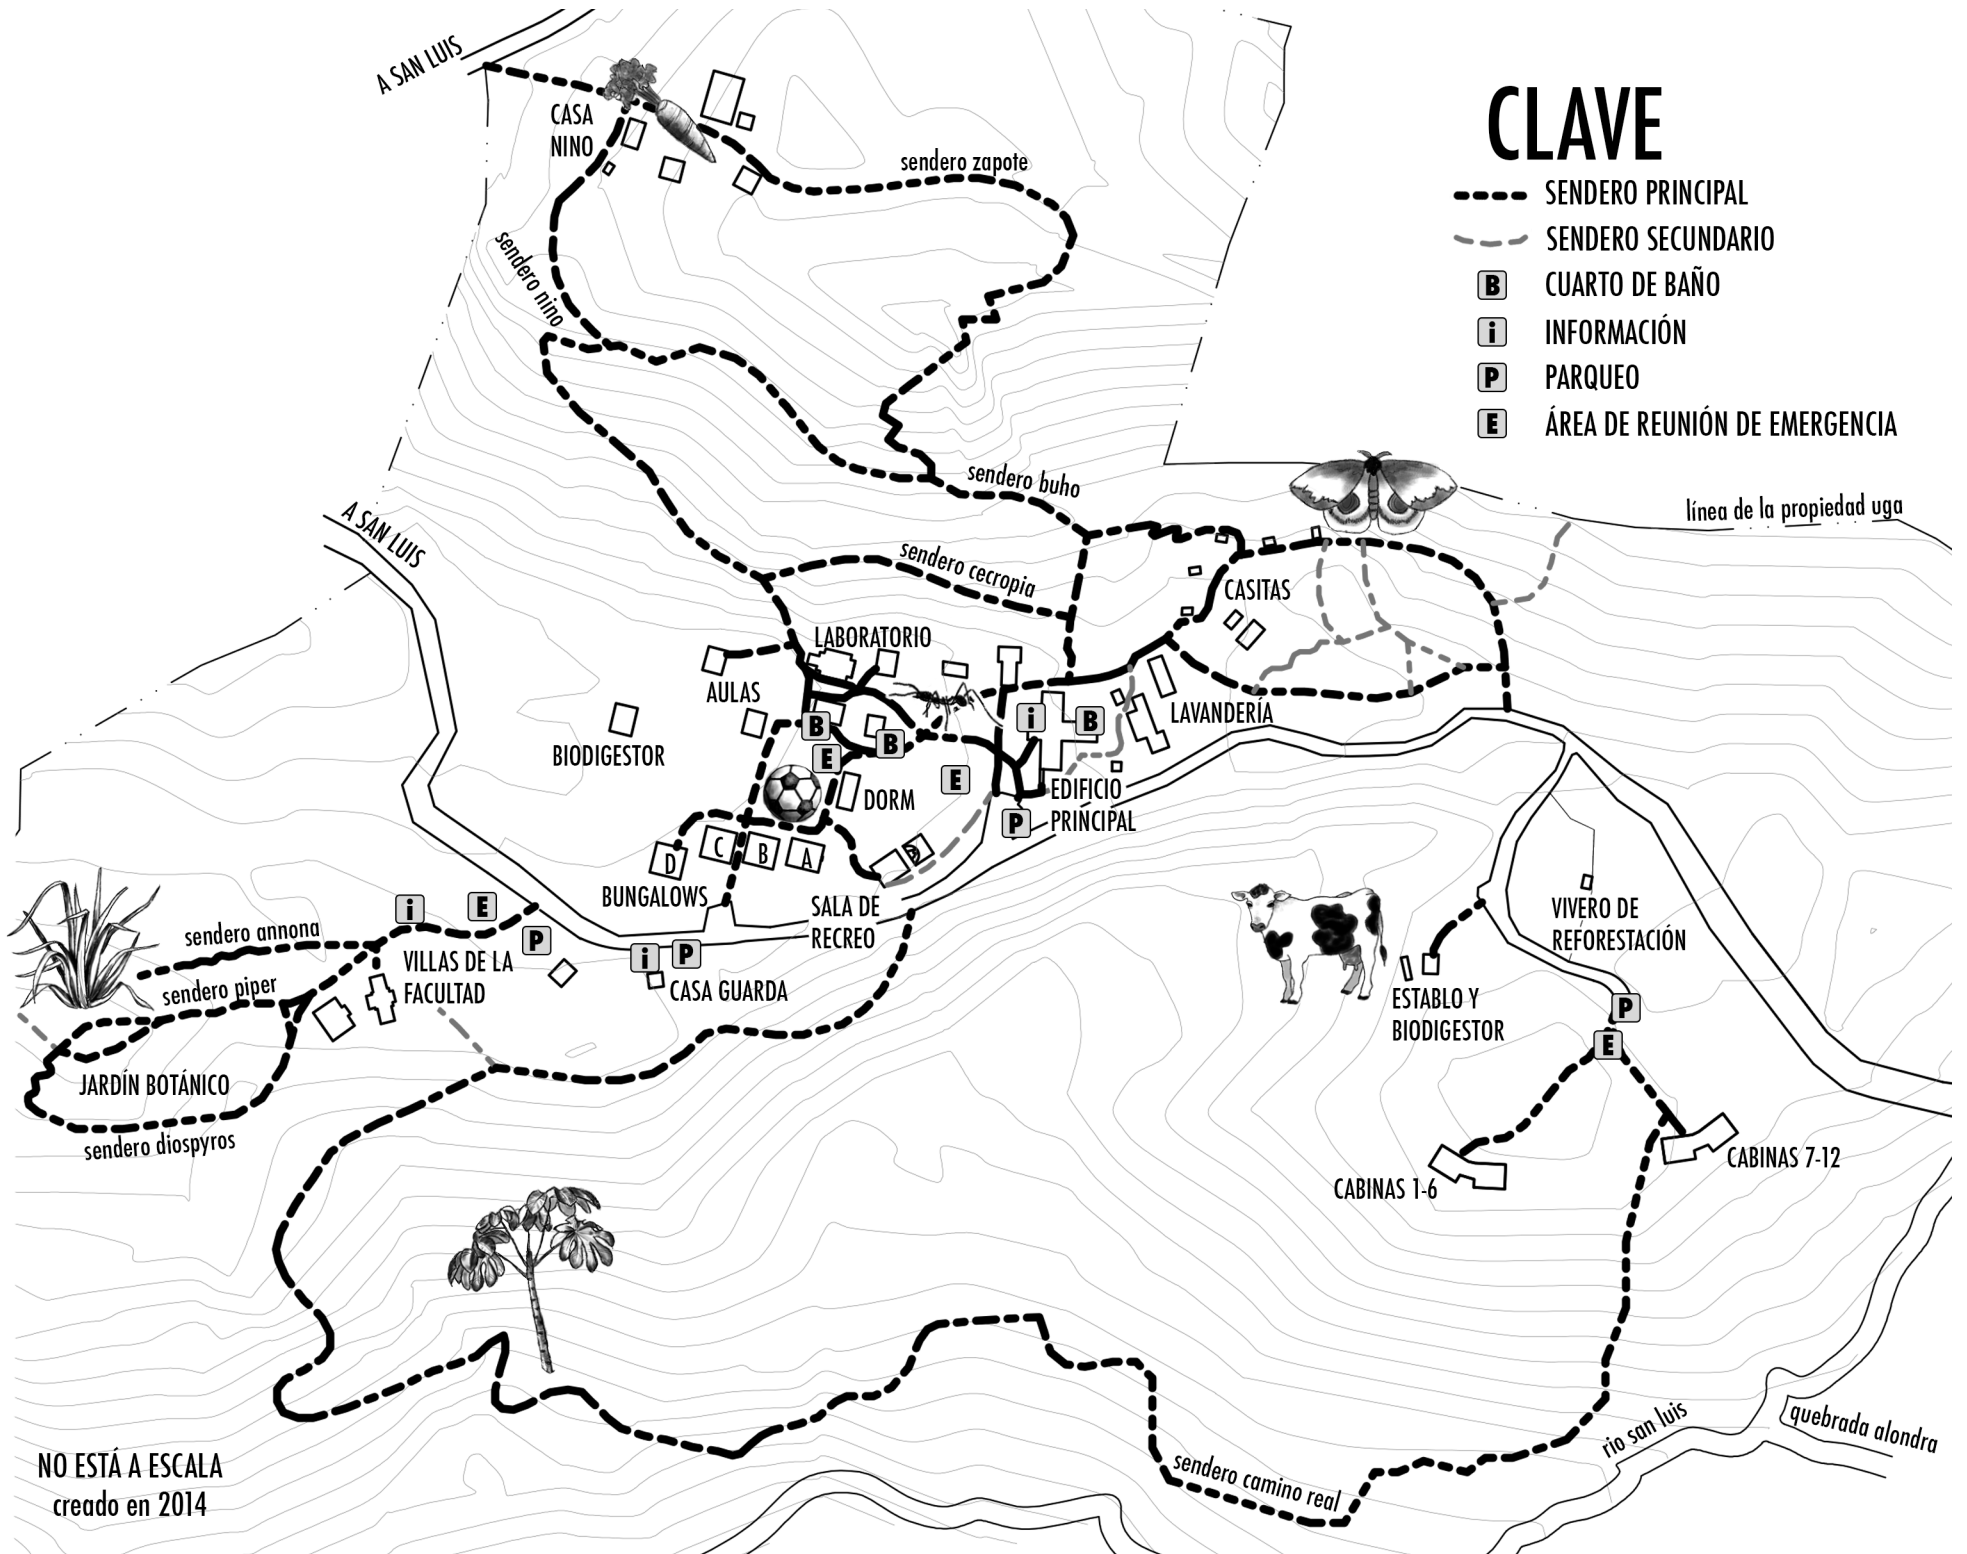 A SAN LUIS
CASA
NINO
sendero zapote
sendero nino
CLAVE
SENDERO PRINCIPAL
SENDERO SECUNDARIO
B
CUARTO DE BAÑO
i
INFORMACIÓN
P
PARQUEO
E
ÁREA DE REUNIÓN DE EMERGENCIA
sendero buho
línea de la propiedad uga
A SAN LUIS
sendero cecropia
CASITAS
LABORATORIO
AULAS
LAVANDERÍA
BIODIGESTOR
B
E
B
E
i
B
DORM
EDIFICIO
PRINCIPAL
P
D
C
B
A
BUNGALOWS
SALA DE
RECREO
i
E
P
sendero annona
sendero piper
VILLAS DE LA
FACULTAD
i
P
CASA GUARDA
JARDÍN BOTÁNICO
sendero diospyros
VIVERO DE
REFORESTACIÓN
ESTABLO Y
BIODIGESTOR
P
E
CABINAS 1-6
CABINAS 7-12
rio san luis
quebrada alondra
sendero camino real
NO ESTÁ A ESCALA
creado en 2014